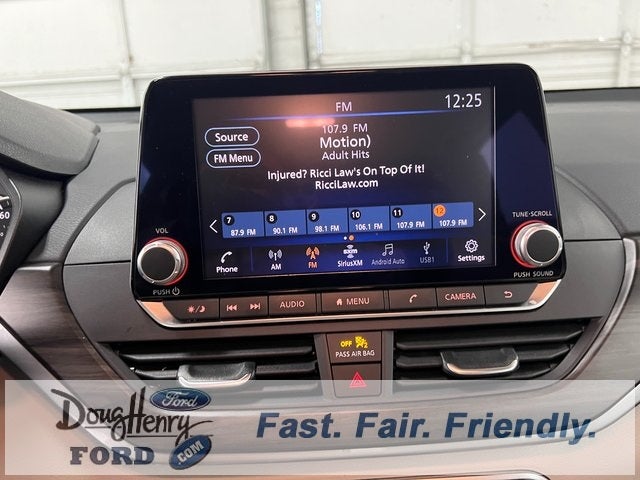 FM
12:25
Source
FM Menu
107.9 FM
Motion)
Adult Hits
Injured? Ricci Law's On Top Of It!
RicciLaw.com
7 8 9 10 11 12
87.9 FM 90.1 FM 98.1 FM 106.1 FM 107.9 FM 107.9 FM
Phone AM FM SiriusXM Android Auto USB1 Settings
VOL
PUSH
TUNE·SCROLL
PUSH SOUND
AUDIO MENU CAMERA
OFF 2
PASS AIR BAG
60
Doug Henry
Ford
FORD
.COM
Fast. Fair. Friendly.